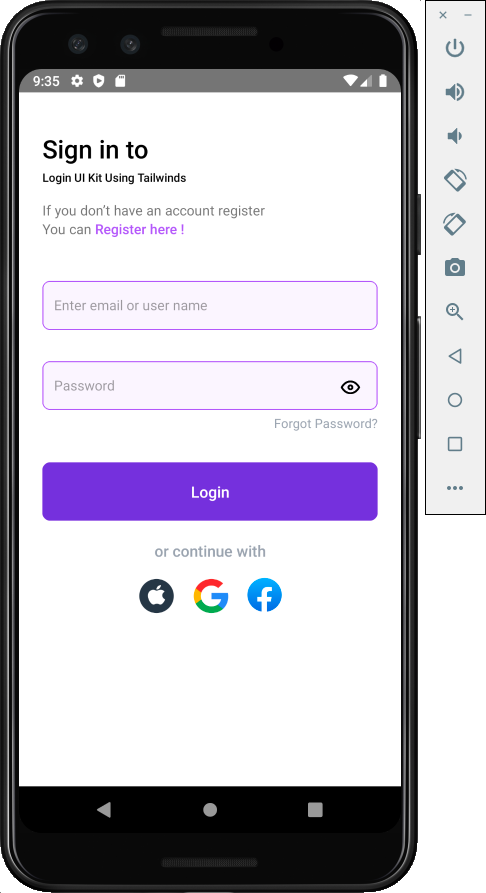 9:35
Sign in to
Login UI Kit Using Tailwinds
If you don't have an account register
You can Register here !
Enter email or user name
Password
Forgot Password?
Login
or continue with